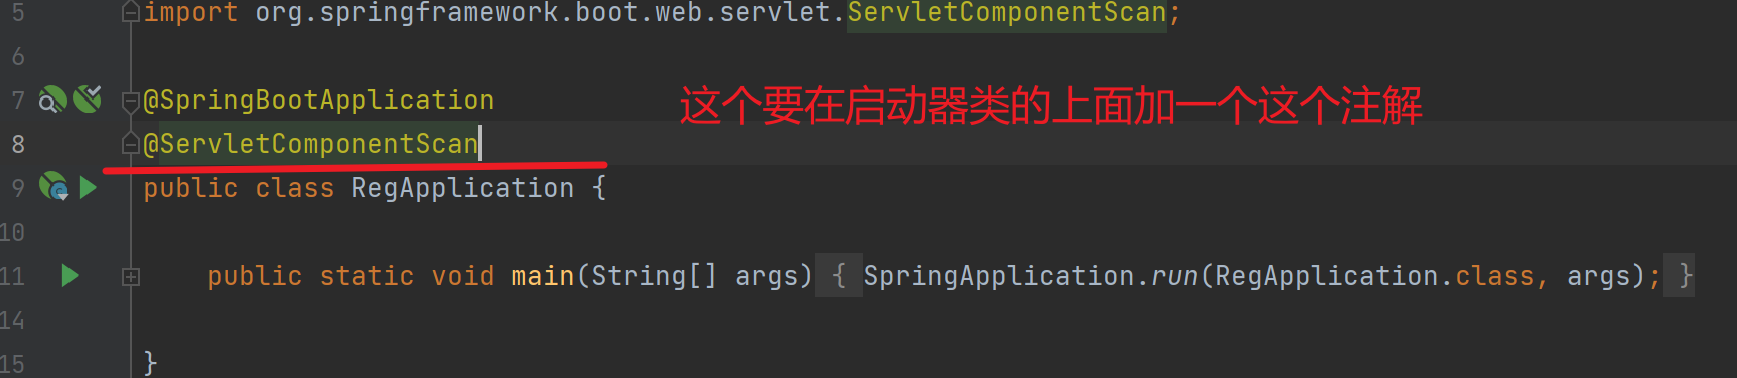 5 import org.springframework.boot.web.servlet.ServletComponentScan;
6
7 @SpringBootApplication 这个要在启动器类的上面加一个这个注解
8 @ServletComponentScan
9 public class RegApplication {
10
11 public static void main(String[] args) { SpringApplication.run(RegApplication.class, args); }
14
15 }